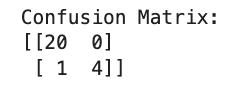 Confusion Matrix:
[[20  0]
 [ 1  4]]